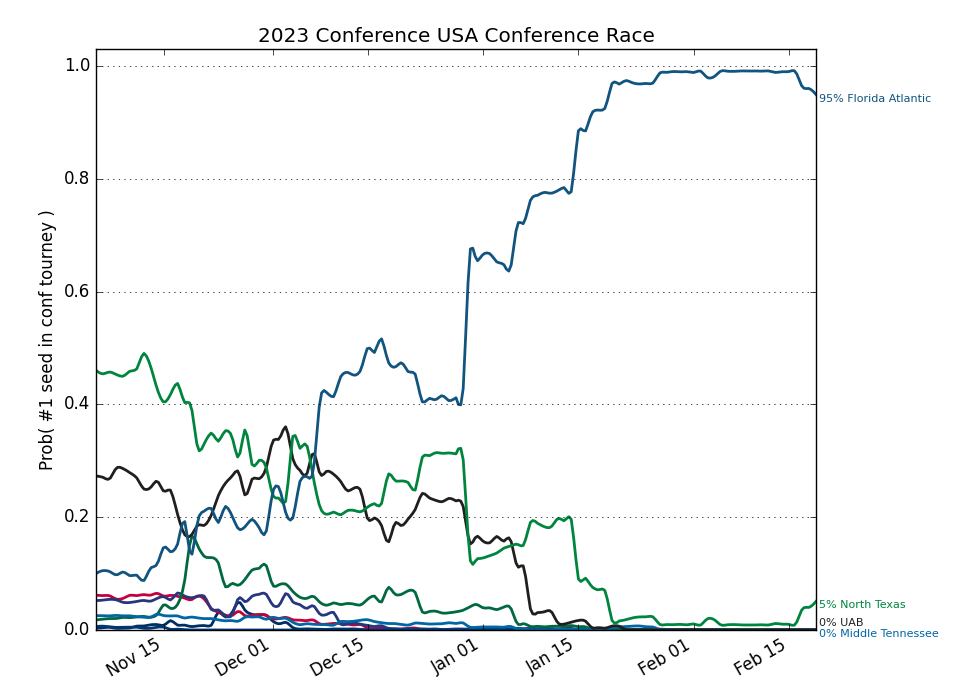 2023 Conference USA Conference Race
Prob( #1 seed in conf tourney )
1.0
0.8
0.6
0.4
0.2
0.0
95% Florida Atlantic
5% North Texas
0% UAB
0% Middle Tennessee
Nov 15
Dec 01
Dec 15
Jan 01
Jan 15
Feb 01
Feb 15